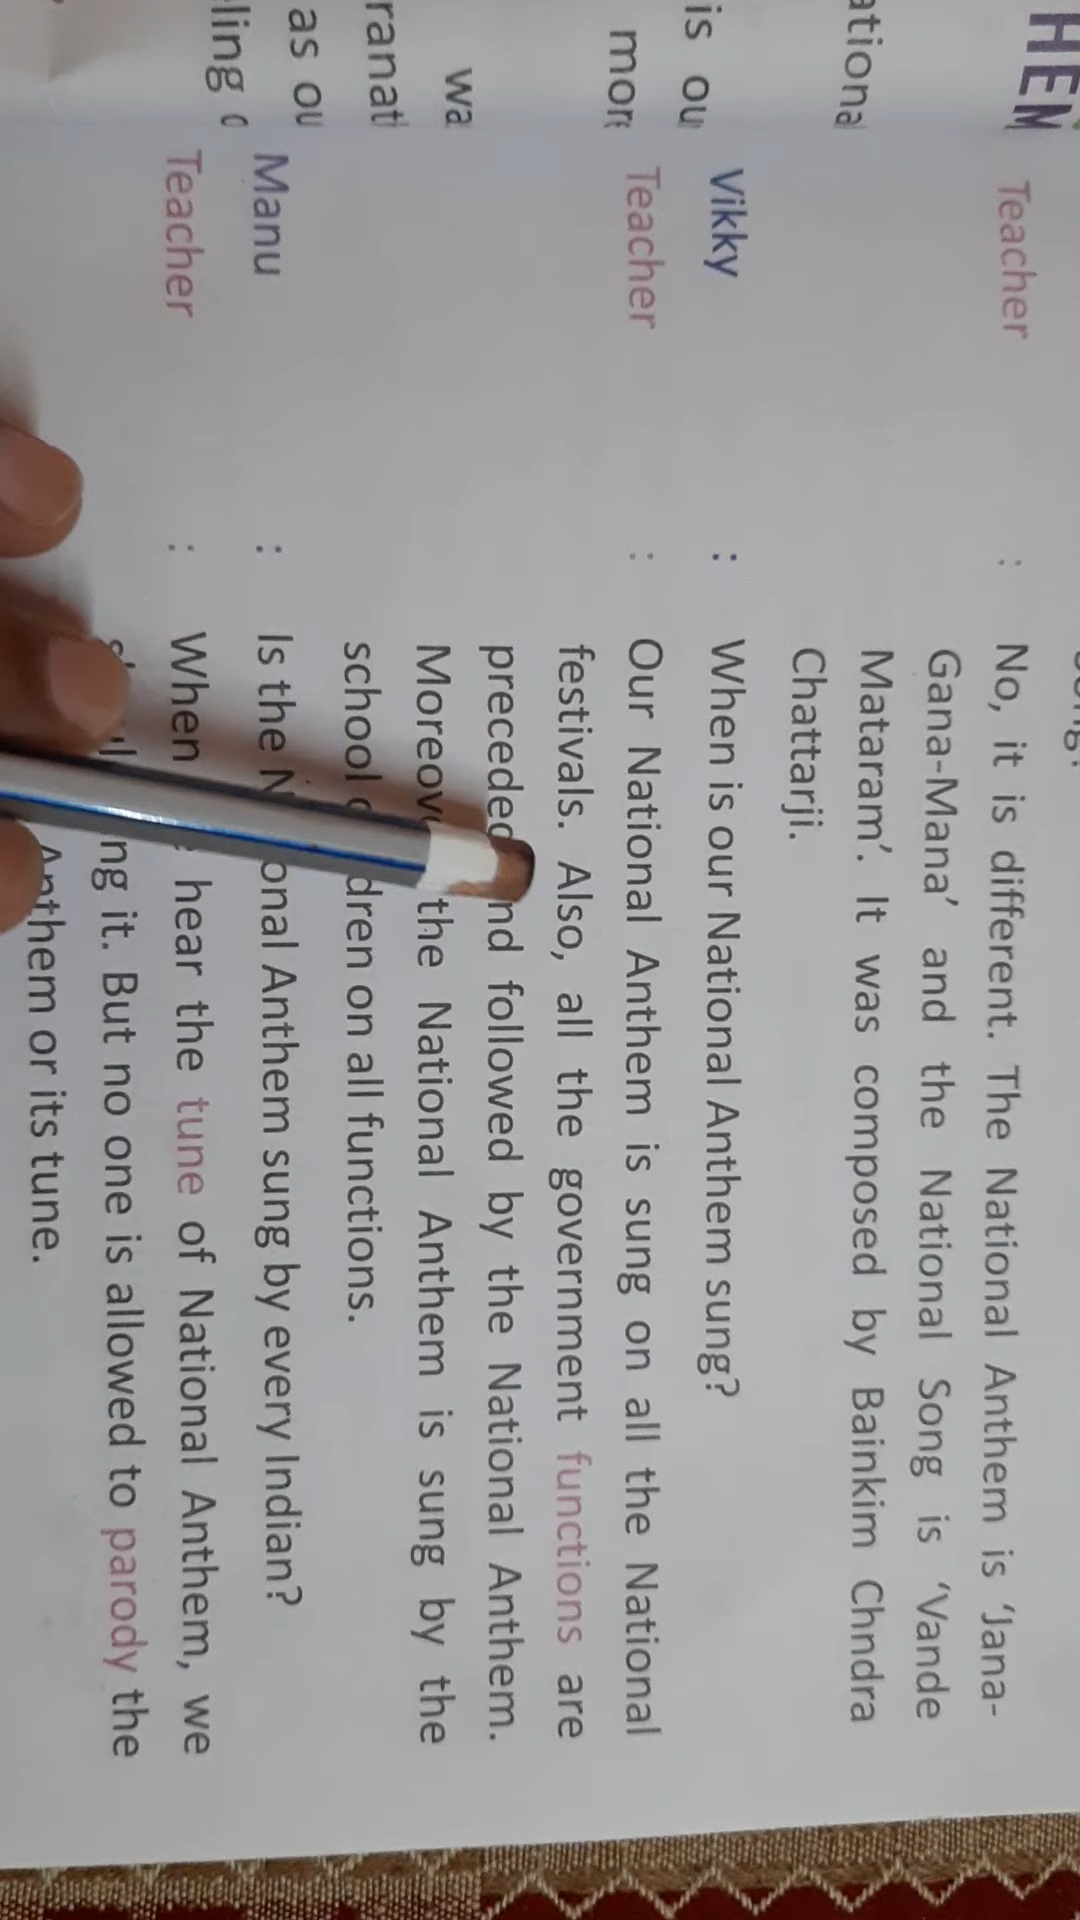 HEM
Teacher : No, it is different. The National Anthem is ‘Jana-
Gana-Mana’ and the National Song is ‘Vande
Mataram’. It was composed by Bainkim Chndra
Chattarji.
Vikky : When is our National Anthem sung?
Teacher : Our National Anthem is sung on all the National
festivals. Also, all the government functions are
preceded and followed by the National Anthem.
the National Anthem is sung by the
school dren on all functions.
Manu : Is the onal Anthem sung by every Indian?
Teacher : When hear the tune of National Anthem, we
ng it. But no one is allowed to parody the
Anthem or its tune.
is ou
mor
wa
ranat
as ou
ling